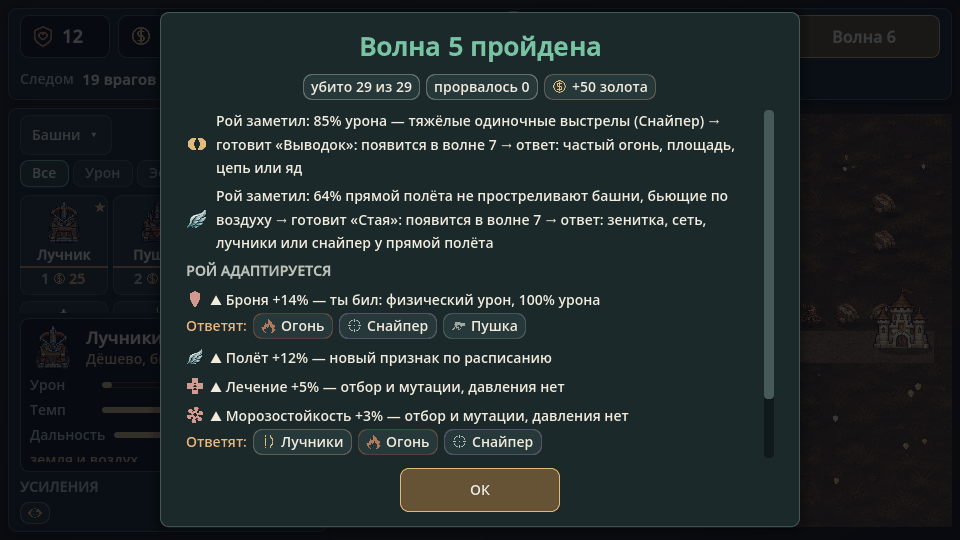 12
Волна 6
Следом 19 врагов
Башни ▾
Все
Урон
Лучник
1 25
2
Лучники
Урон
Темп
Дальность
земля и воздух
УСИЛЕНИЯ
Волна 5 пройдена
убито 29 из 29
прорвалось 0
+50 золота
Рой заметил: 85% урона — тяжёлые одиночные выстрелы (Снайпер) →
готовит «Выводок»: появится в волне 7 → ответ: частый огонь, площадь,
цепь или яд
Рой заметил: 64% прямой полёта не простреливают башни, бьющие по
воздуху → готовит «Стая»: появится в волне 7 → ответ: зенитка, сеть,
лучники или снайпер у прямой полёта
РОЙ АДАПТИРУЕТСЯ
▲ Броня +14% — ты бил: физический урон, 100% урона
Ответят: Огонь Снайпер Пушка
▲ Полёт +12% — новый признак по расписанию
▲ Лечение +5% — отбор и мутации, давления нет
▲ Морозостойкость +3% — отбор и мутации, давления нет
Ответят: Лучники Огонь Снайпер
ОК